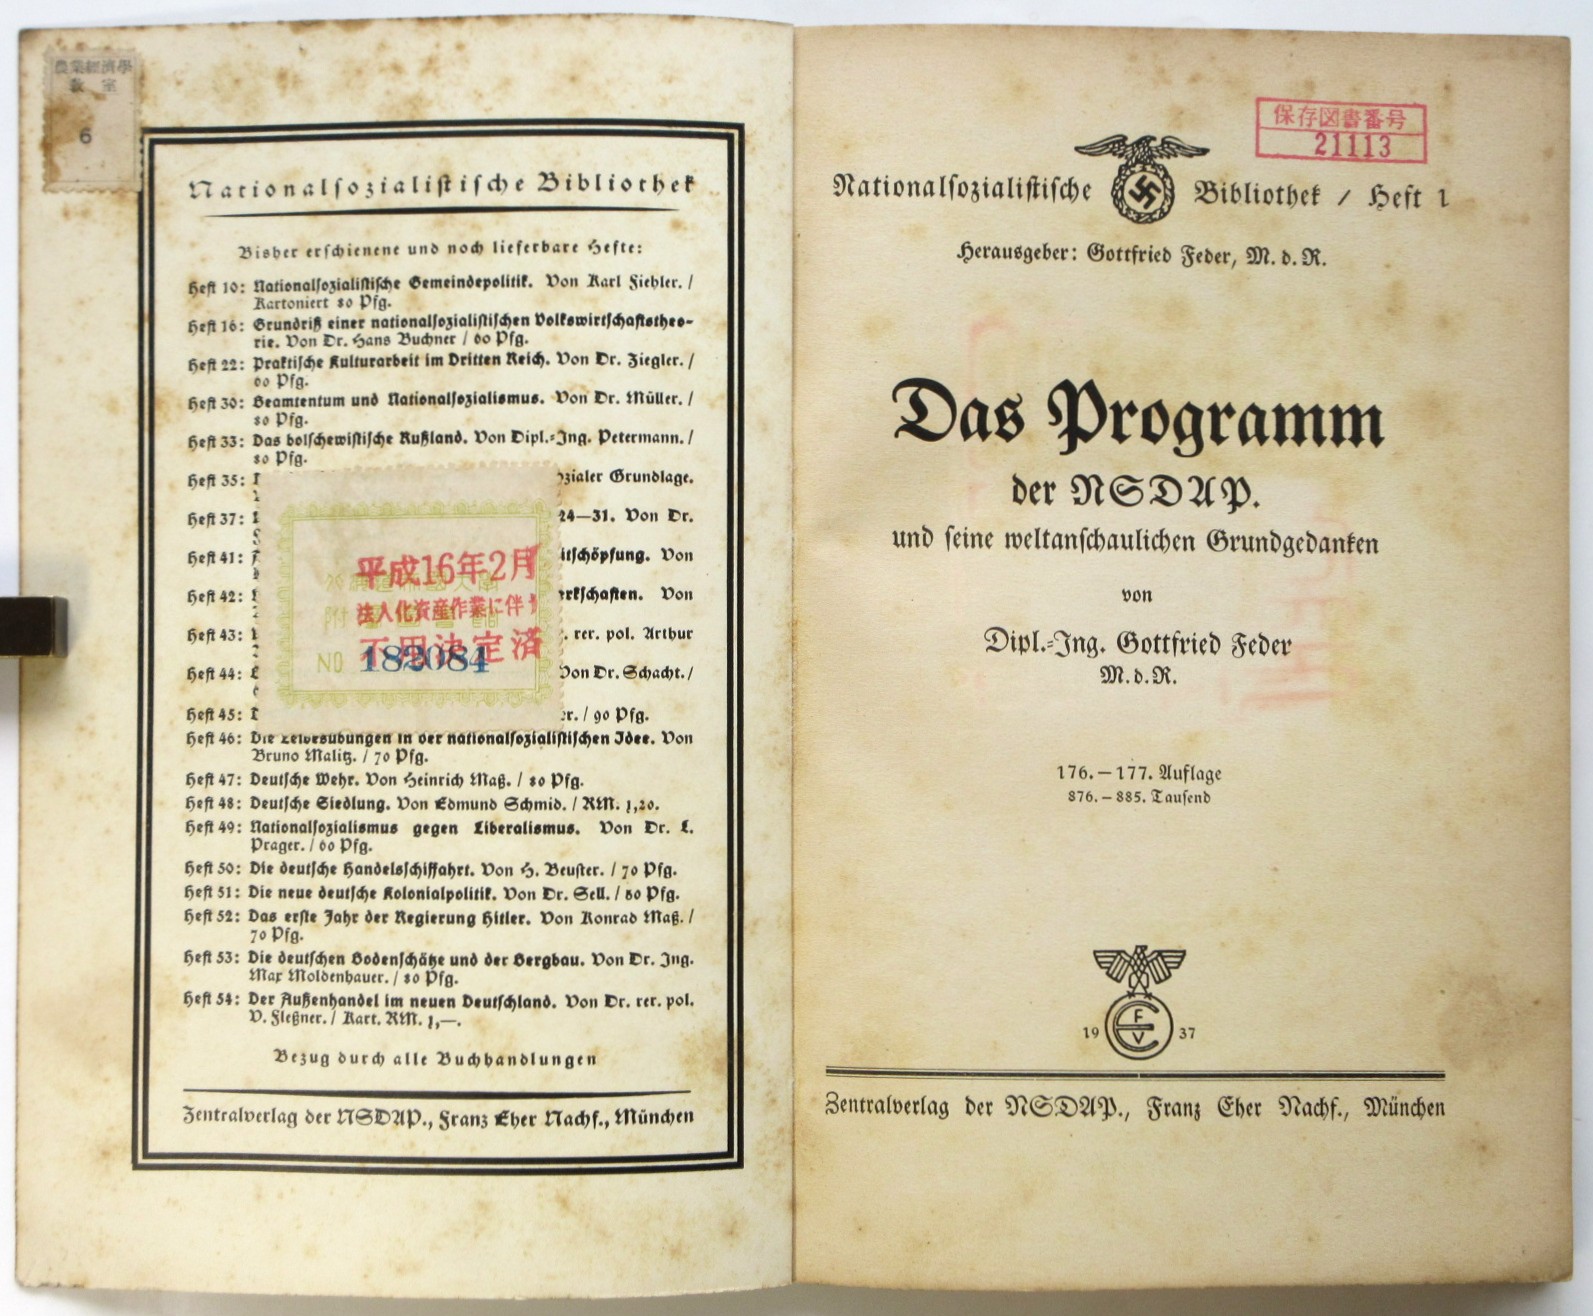 農業経済學
教室
6
Nationalsozialistische Bibliothek
Bisher erschienene und noch lieferbare Hefte:
Heft 10: Nationalsozialistische Gemeindepolitik. Von Karl Fiehler. /
Kartoniert 80 Pfg.
Heft 16: Grundriß einer nationalsozialistischen Volkswirtschaftstheo-
rie. Von Dr. Hans Buchner / 60 Pfg.
Heft 22: Praktische Kulturarbeit im Dritten Reich. Von Dr. Ziegler. /
60 Pfg.
Heft 30: Beamtentum und Nationalsozialismus. Von Dr. Müller. /
80 Pfg.
Heft 33: Das bolschewistische Rußland. Von Dipl.-Ing. Petermann. /
80 Pfg.
Heft 35: ozialer Grundlage.
Heft 37: 24—31. Von Dr.
Heft 41: itschöpfung. Von
Heft 42: erkschaften. Von
Heft 43: . rer. pol. Arthur
Heft 44: Von Dr. Schacht. /
Heft 45: er. / 90 Pfg.
平成16年2月
法人化資産作業に伴う
不用決定済
NO 182084
Heft 46: Die Leibesübungen in der nationalsozialistischen Idee. Von
Bruno Malitz. / 70 Pfg.
Heft 47: Deutsche Wehr. Von Heinrich Maß. / 80 Pfg.
Heft 48: Deutsche Siedlung. Von Edmund Schmid. / RM. 1,20.
Heft 49: Nationalsozialismus gegen Liberalismus. Von Dr. L.
Prager. / 60 Pfg.
Heft 50: Die deutsche Handelsschiffahrt. Von H. Beuster. / 70 Pfg.
Heft 51: Die neue deutsche Kolonialpolitik. Von Dr. Sell. / 80 Pfg.
Heft 52: Das erste Jahr der Regierung Hitler. Von Konrad Maß. /
70 Pfg.
Heft 53: Die deutschen Bodenschätze und der Bergbau. Von Dr. Ing.
Max Moldenhauer. / 80 Pfg.
Heft 54: Der Außenhandel im neuen Deutschland. Von Dr. rer. pol.
V. Fleßner. / Kart. RM. 1,—.
Bezug durch alle Buchhandlungen
Zentralverlag der NSDAP., Franz Eher Nachf., München
保存図書番号
21113
Nationalsozialistische Bibliothek / Heft 1
Herausgeber: Gottfried Feder, M. d. R.
Das Programm
der NSDAP.
und seine weltanschaulichen Grundgedanken
von
Dipl.-Ing. Gottfried Feder
M. d. R.
176.–177. Auflage
876.–885. Tausend
19 F E V 37
Zentralverlag der NSDAP., Franz Eher Nachf., München